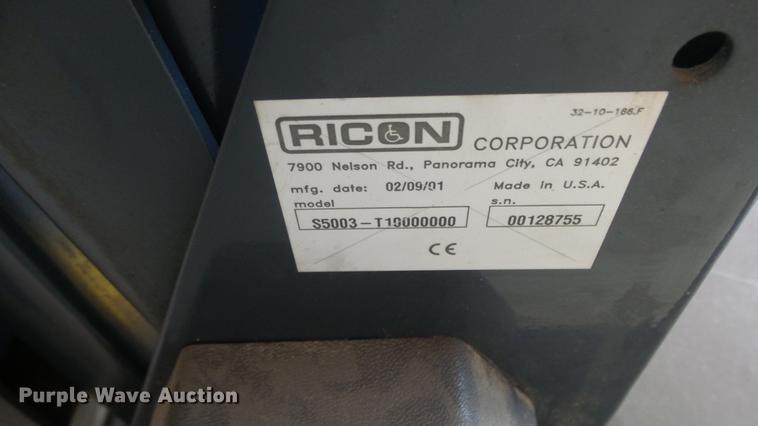 32-10-186.F
RICON CORPORATION
7900 Nelson Rd., Panorama City, CA 91402
mfg. date: 02/09/01 Made in U.S.A.
model s.n.
S5003-T10000000 00128755
CE
Purple Wave Auction